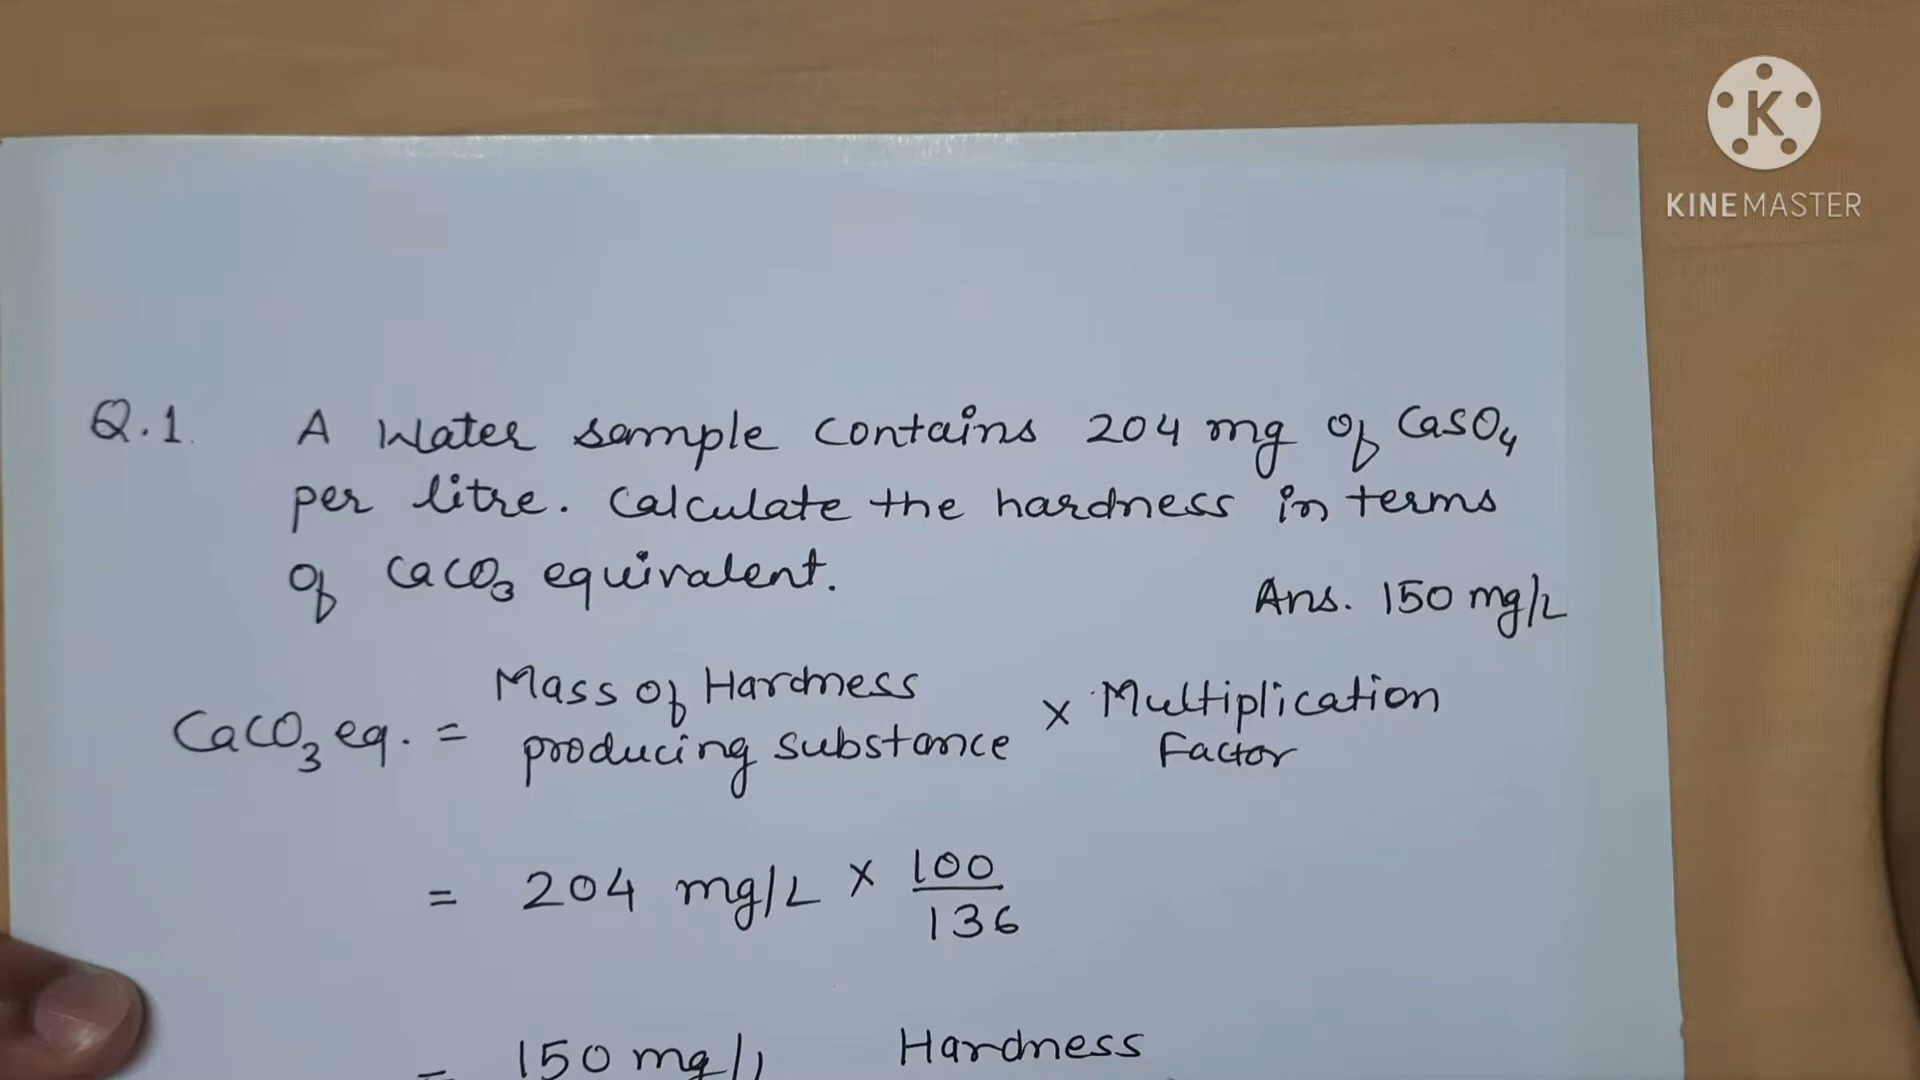 K
KINEMASTER
Q.1. A Water sample contains 204 mg of CaSO4
per litre. Calculate the hardness in terms
of CaCO3 equivalent.
Ans. 150 mg/L
CaCO3 eq. = Mass of Hardness producing substance × Multiplication Factor
= 204 mg/L × 100/136
= 150 mg/L Hardness